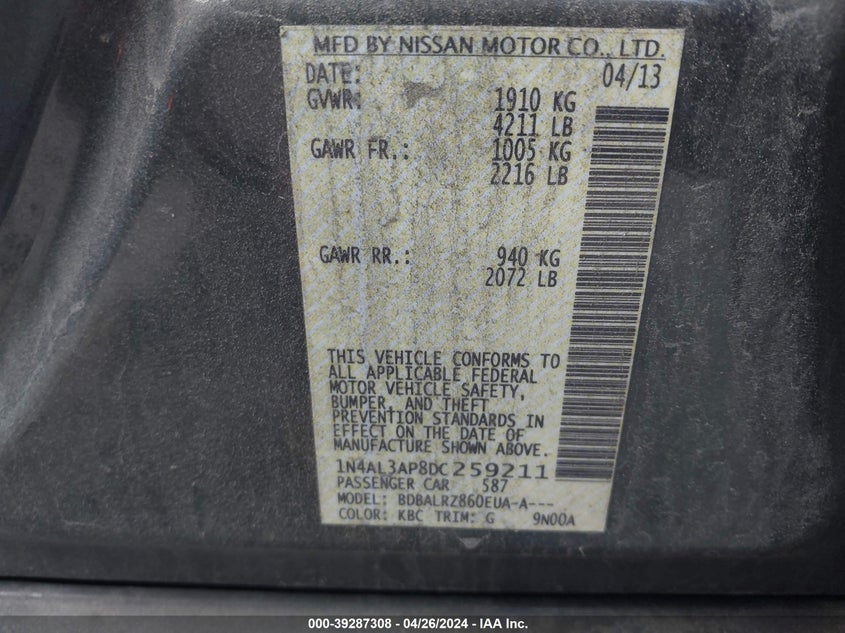 MFD BY NISSAN MOTOR CO., LTD.
DATE: 04/13
GVWR: 1910 KG
4211 LB
GAWR FR.: 1005 KG
2216 LB
GAWR RR.: 940 KG
2072 LB
THIS VEHICLE CONFORMS TO
ALL APPLICABLE FEDERAL
MOTOR VEHICLE SAFETY,
BUMPER, AND THEFT
PREVENTION STANDARDS IN
EFFECT ON THE DATE OF
MANUFACTURE SHOWN ABOVE.
1N4AL3AP8DC259211
PASSENGER CAR 587
MODEL: BDBALRZ860EUA-A---
COLOR: KBC TRIM: G 9N00A
000-39287308 - 04/26/2024 - IAA Inc.